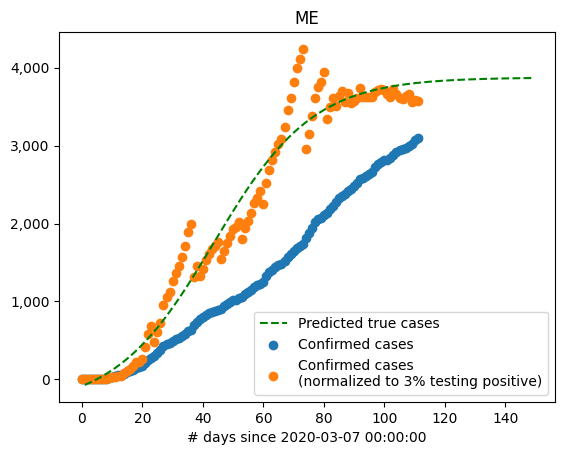 ME
4,000
3,000
2,000
1,000
0
Predicted true cases
Confirmed cases
Confirmed cases
(normalized to 3% testing positive)
0 20 40 60 80 100 120 140
# days since 2020-03-07 00:00:00